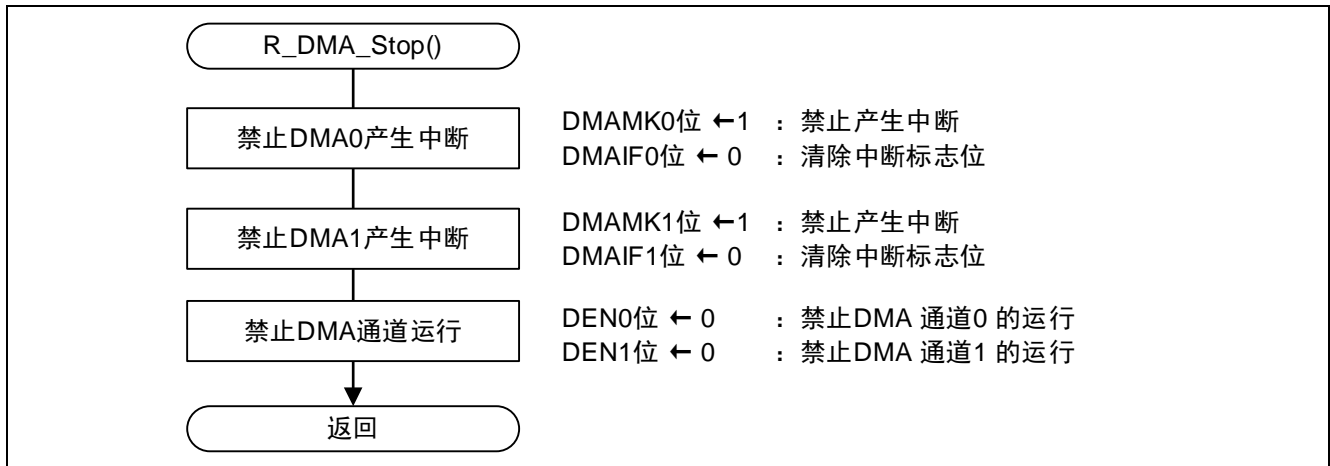 R_DMA_Stop()
禁止DMA0产生中断
DMAMK0位 ←1 ：禁止产生中断
DMAIF0位 ← 0 ：清除中断标志位
禁止DMA1产生中断
DMAMK1位 ←1 ：禁止产生中断
DMAIF1位 ← 0 ：清除中断标志位
禁止DMA通道运行
DEN0位 ← 0 ：禁止DMA 通道0 的运行
DEN1位 ← 0 ：禁止DMA 通道1 的运行
返回